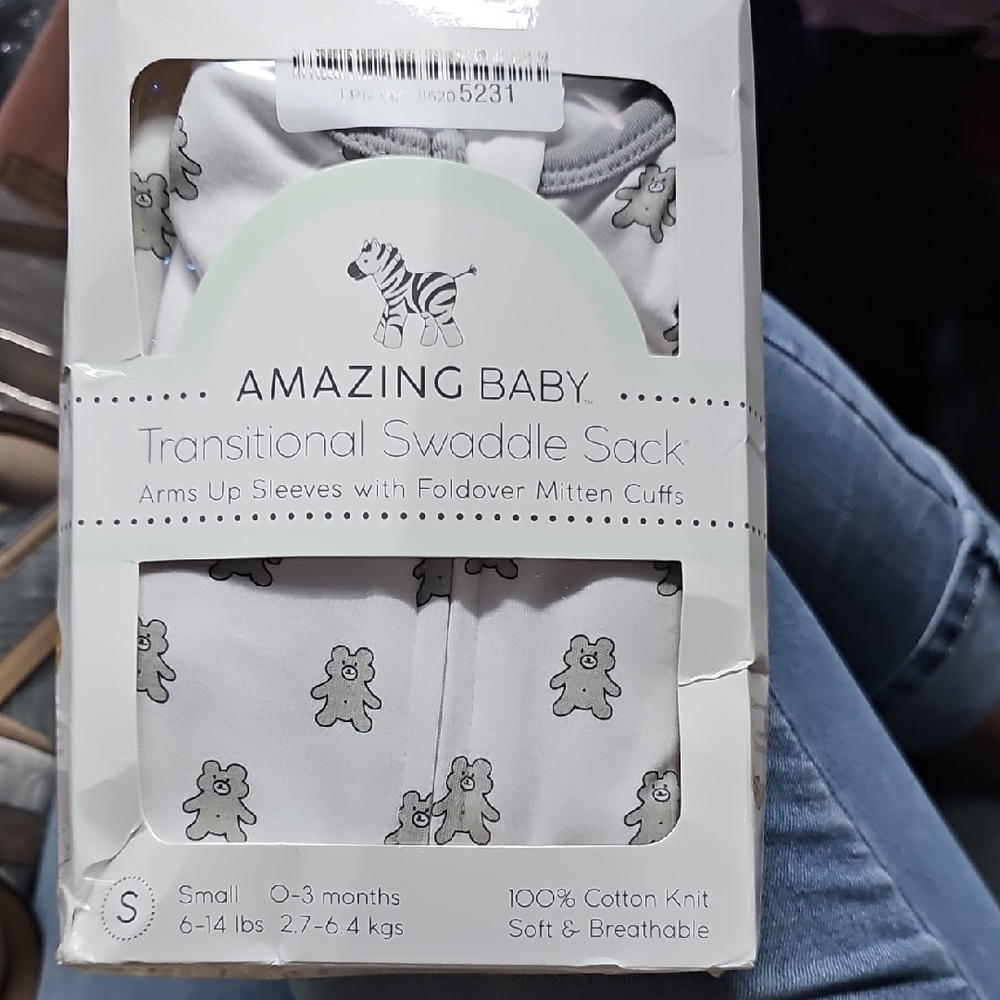 5231
AMAZING BABY™
Transitional Swaddle Sack®
Arms Up Sleeves with Foldover Mitten Cuffs
S
Small 0-3 months
6-14 lbs 2.7-6.4 kgs
100% Cotton Knit
Soft & Breathable